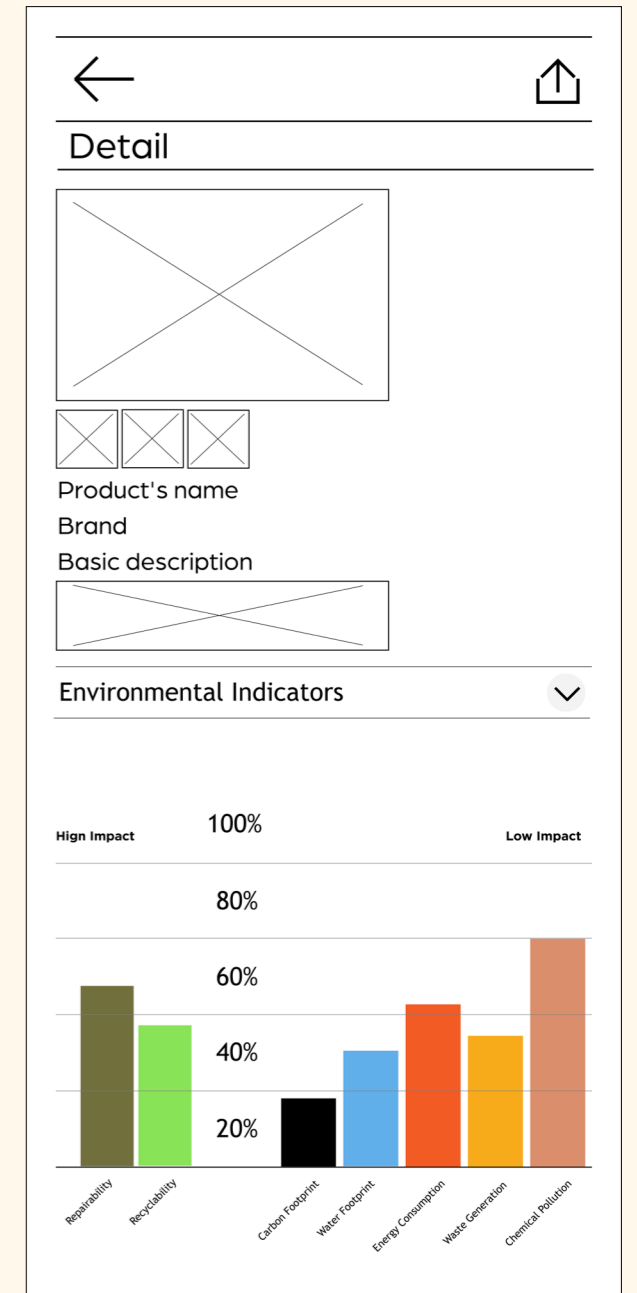 Detail
Product's name
Brand
Basic description
Environmental Indicators
Hign Impact
100%
Low Impact
80%
60%
40%
20%
Repairability
Recyclability
Carbon Footprint
Water Footprint
Energy Consumption
Waste Generation
Chemical Pollution